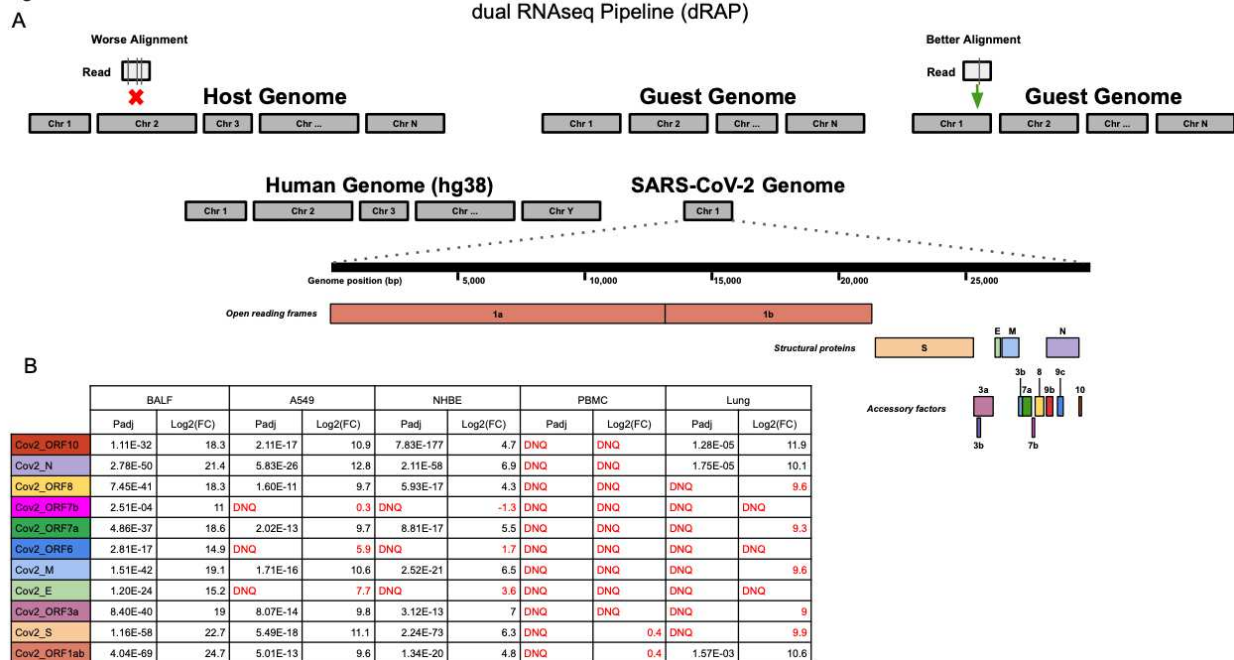 A
dual RNAseq Pipeline (dRAP)
Worse Alignment
Better Alignment
Read
Read
Host Genome
Guest Genome
Guest Genome
Chr 1 Chr 2 Chr 3 Chr ... Chr N
Chr 1 Chr 2 Chr ... Chr N
Chr 1 Chr 2 Chr ... Chr N
Human Genome (hg38)
SARS-CoV-2 Genome
Chr 1 Chr 2 Chr 3 Chr ... Chr Y
Chr 1
Genome position (bp) 5,000 10,000 15,000 20,000 25,000
Open reading frames 1a 1b
Structural proteins S E M N
Accessory factors 3a 3b 8 9c
7a 9b 10
3b 7b
B
BALF A549 NHBE PBMC Lung
Padj Log2(FC) Padj Log2(FC) Padj Log2(FC) Padj Log2(FC) Padj Log2(FC)
Cov2_ORF10 1.11E-32 18.3 2.11E-17 10.9 7.83E-177 4.7 DNQ DNQ 1.28E-05 11.9
Cov2_N 2.78E-50 21.4 5.83E-26 12.8 2.11E-58 6.9 DNQ DNQ 1.75E-05 10.1
Cov2_ORF8 7.45E-41 18.3 1.60E-11 9.7 5.93E-17 4.3 DNQ DNQ DNQ 9.6
Cov2_ORF7b 2.51E-04 11 DNQ 0.3 DNQ -1.3 DNQ DNQ DNQ DNQ
Cov2_ORF7a 4.86E-37 18.6 2.02E-13 9.7 8.81E-17 5.5 DNQ DNQ DNQ 9.3
Cov2_ORF6 2.81E-17 14.9 DNQ 5.9 DNQ 1.7 DNQ DNQ DNQ DNQ
Cov2_M 1.51E-42 19.1 1.71E-16 10.6 2.52E-21 6.5 DNQ DNQ DNQ 9.6
Cov2_E 1.20E-24 15.2 DNQ 7.7 DNQ 3.6 DNQ DNQ DNQ DNQ
Cov2_ORF3a 8.40E-40 19 8.07E-14 9.8 3.12E-13 7 DNQ DNQ DNQ 9
Cov2_S 1.16E-58 22.7 5.49E-18 11.1 2.24E-73 6.3 DNQ 0.4 DNQ 9.9
Cov2_ORF1ab 4.04E-69 24.7 5.01E-13 9.6 1.34E-20 4.8 DNQ 0.4 1.57E-03 10.6